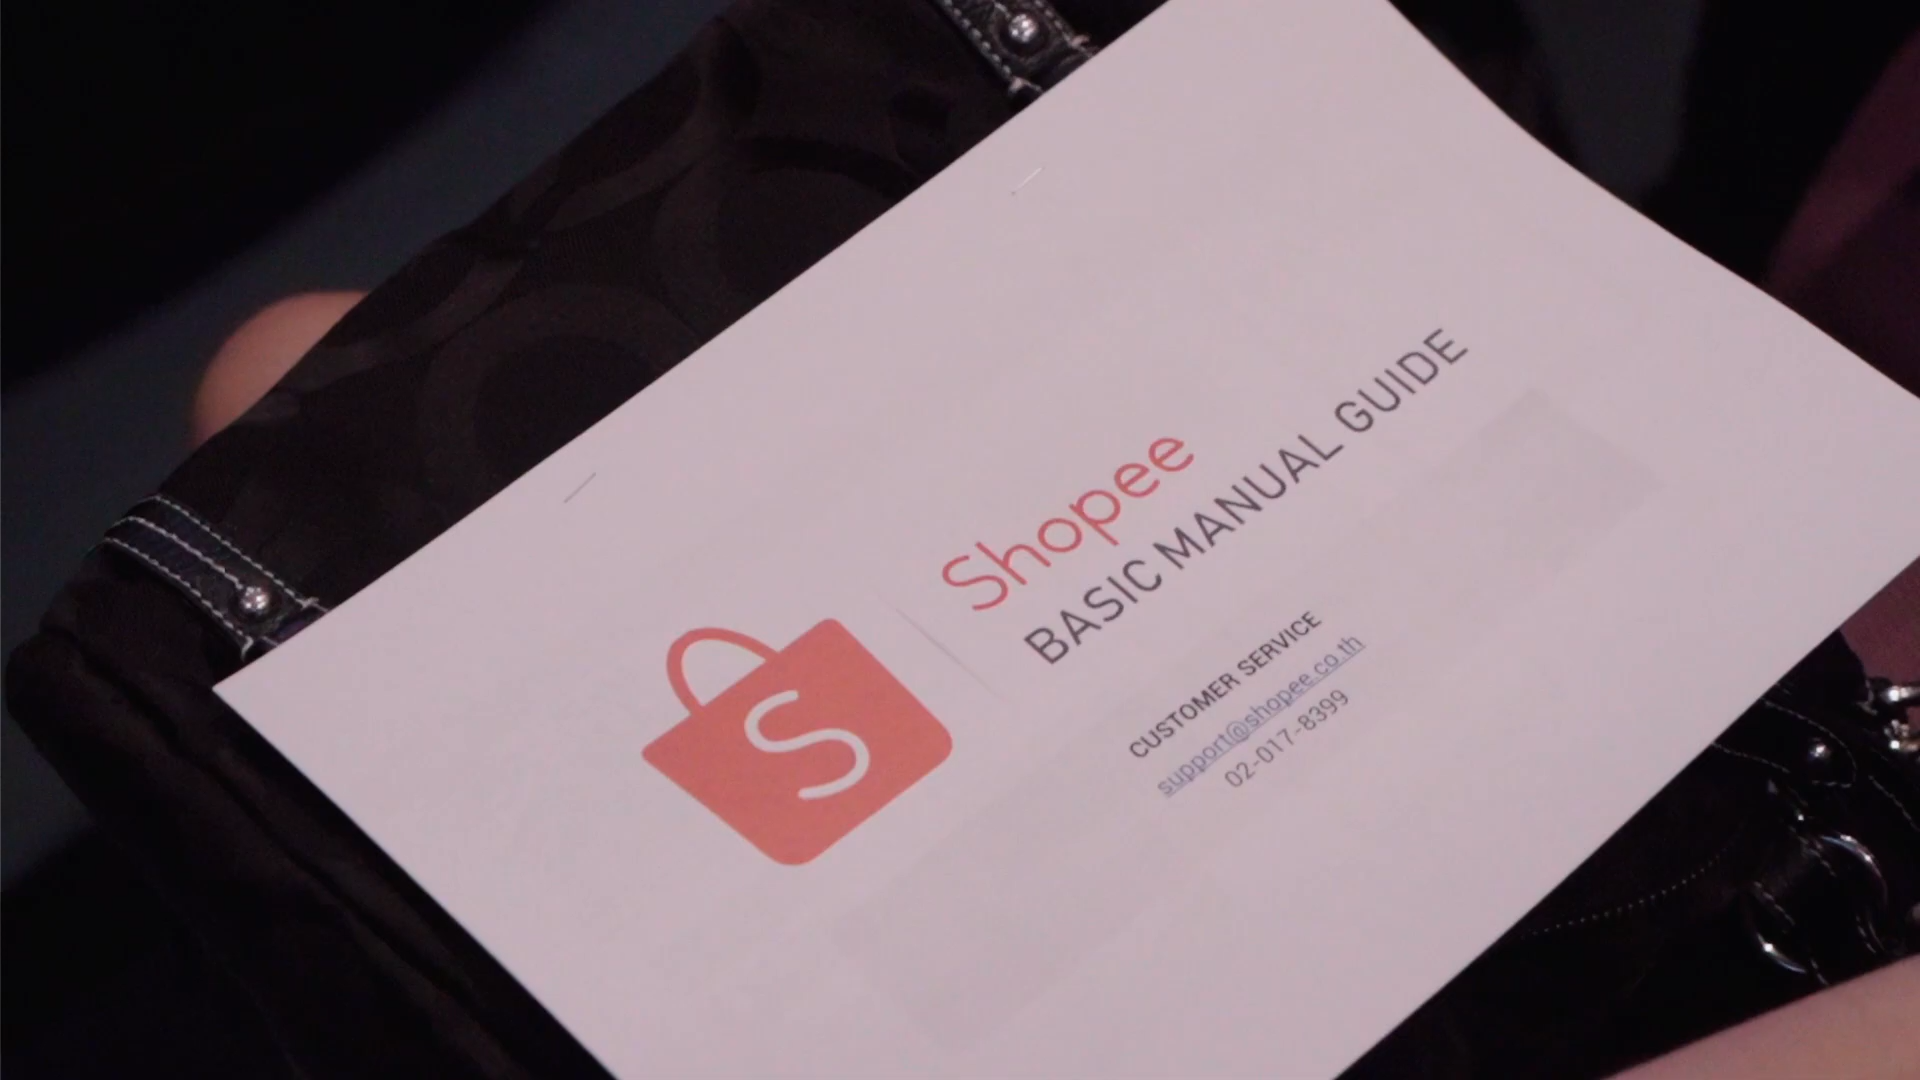 Shopee
BASIC MANUAL GUIDE
S
CUSTOMER SERVICE
support@shopee.co.th
02-017-8399